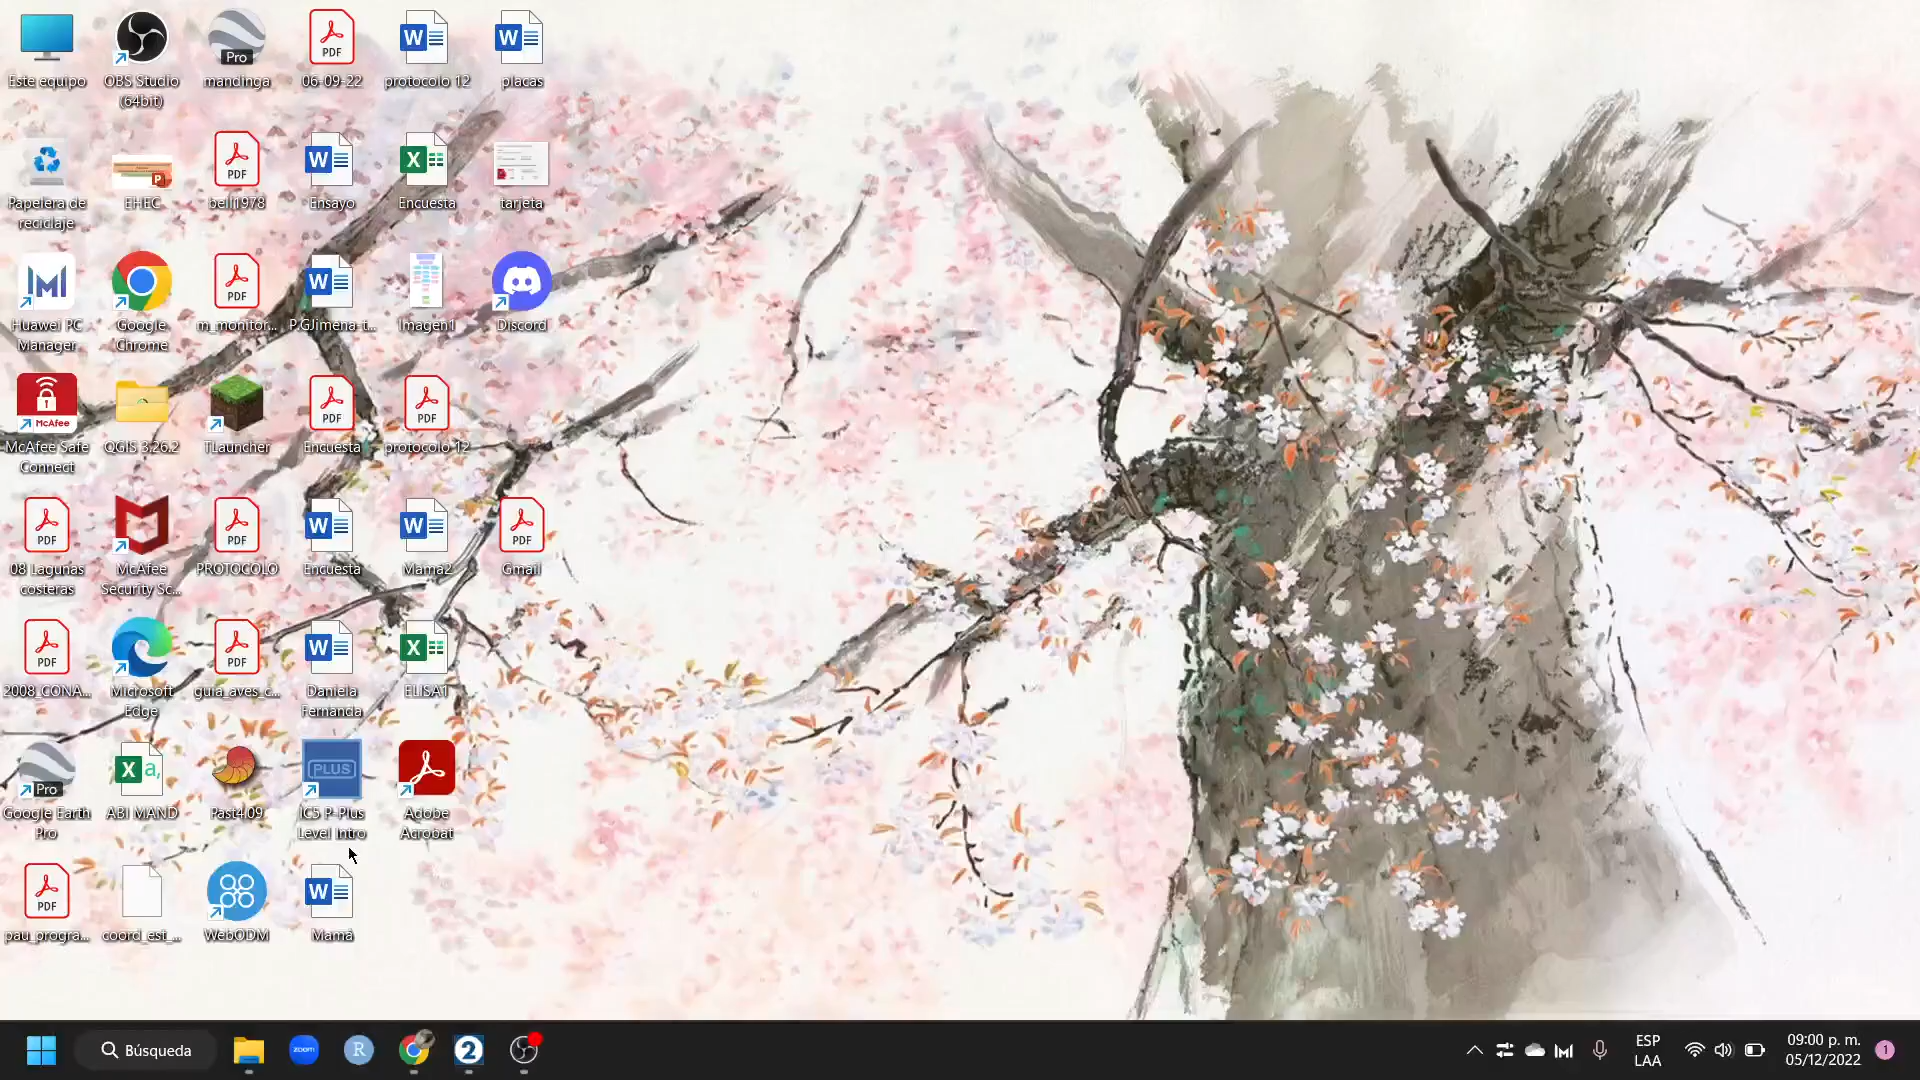 Este equipo
OBS Studio
(64bit)
Pro
mandinga
PDF
06-09-22
W
protocolo 12
W
placas
Papelera de
reciclaje
P
EHEC
PDF
bell1978
W
Ensayo
X
Encuesta
tarjeta
Huawei PC
Manager
Google
Chrome
PDF
m_monitor...
W
P.GJimena-t...
Imagen1
Discord
McAfee
McAfee Safe
Connect
QGIS 3.26.2
TLauncher
PDF
Encuesta
PDF
protocolo 12
PDF
08 Lagunas
costeras
McAfee
Security Sc...
PDF
PROTOCOLO
W
Encuesta
W
Mama2
PDF
Gmail
PDF
2008_CONA...
Microsoft
Edge
PDF
guia_aves_c...
W
Daniela
Fernanda
X
ELISA1
Pro
Google Earth
Pro
X a,
ABI MAND
Past4.09
PLUS
IC5 P-Plus
Level Intro
Adobe
Acrobat
PDF
pau_progra...
coord_est_...
WebODM
W
Mamá
Búsqueda
zoom
R
2
ESP
LAA
09:00 p. m.
05/12/2022
1